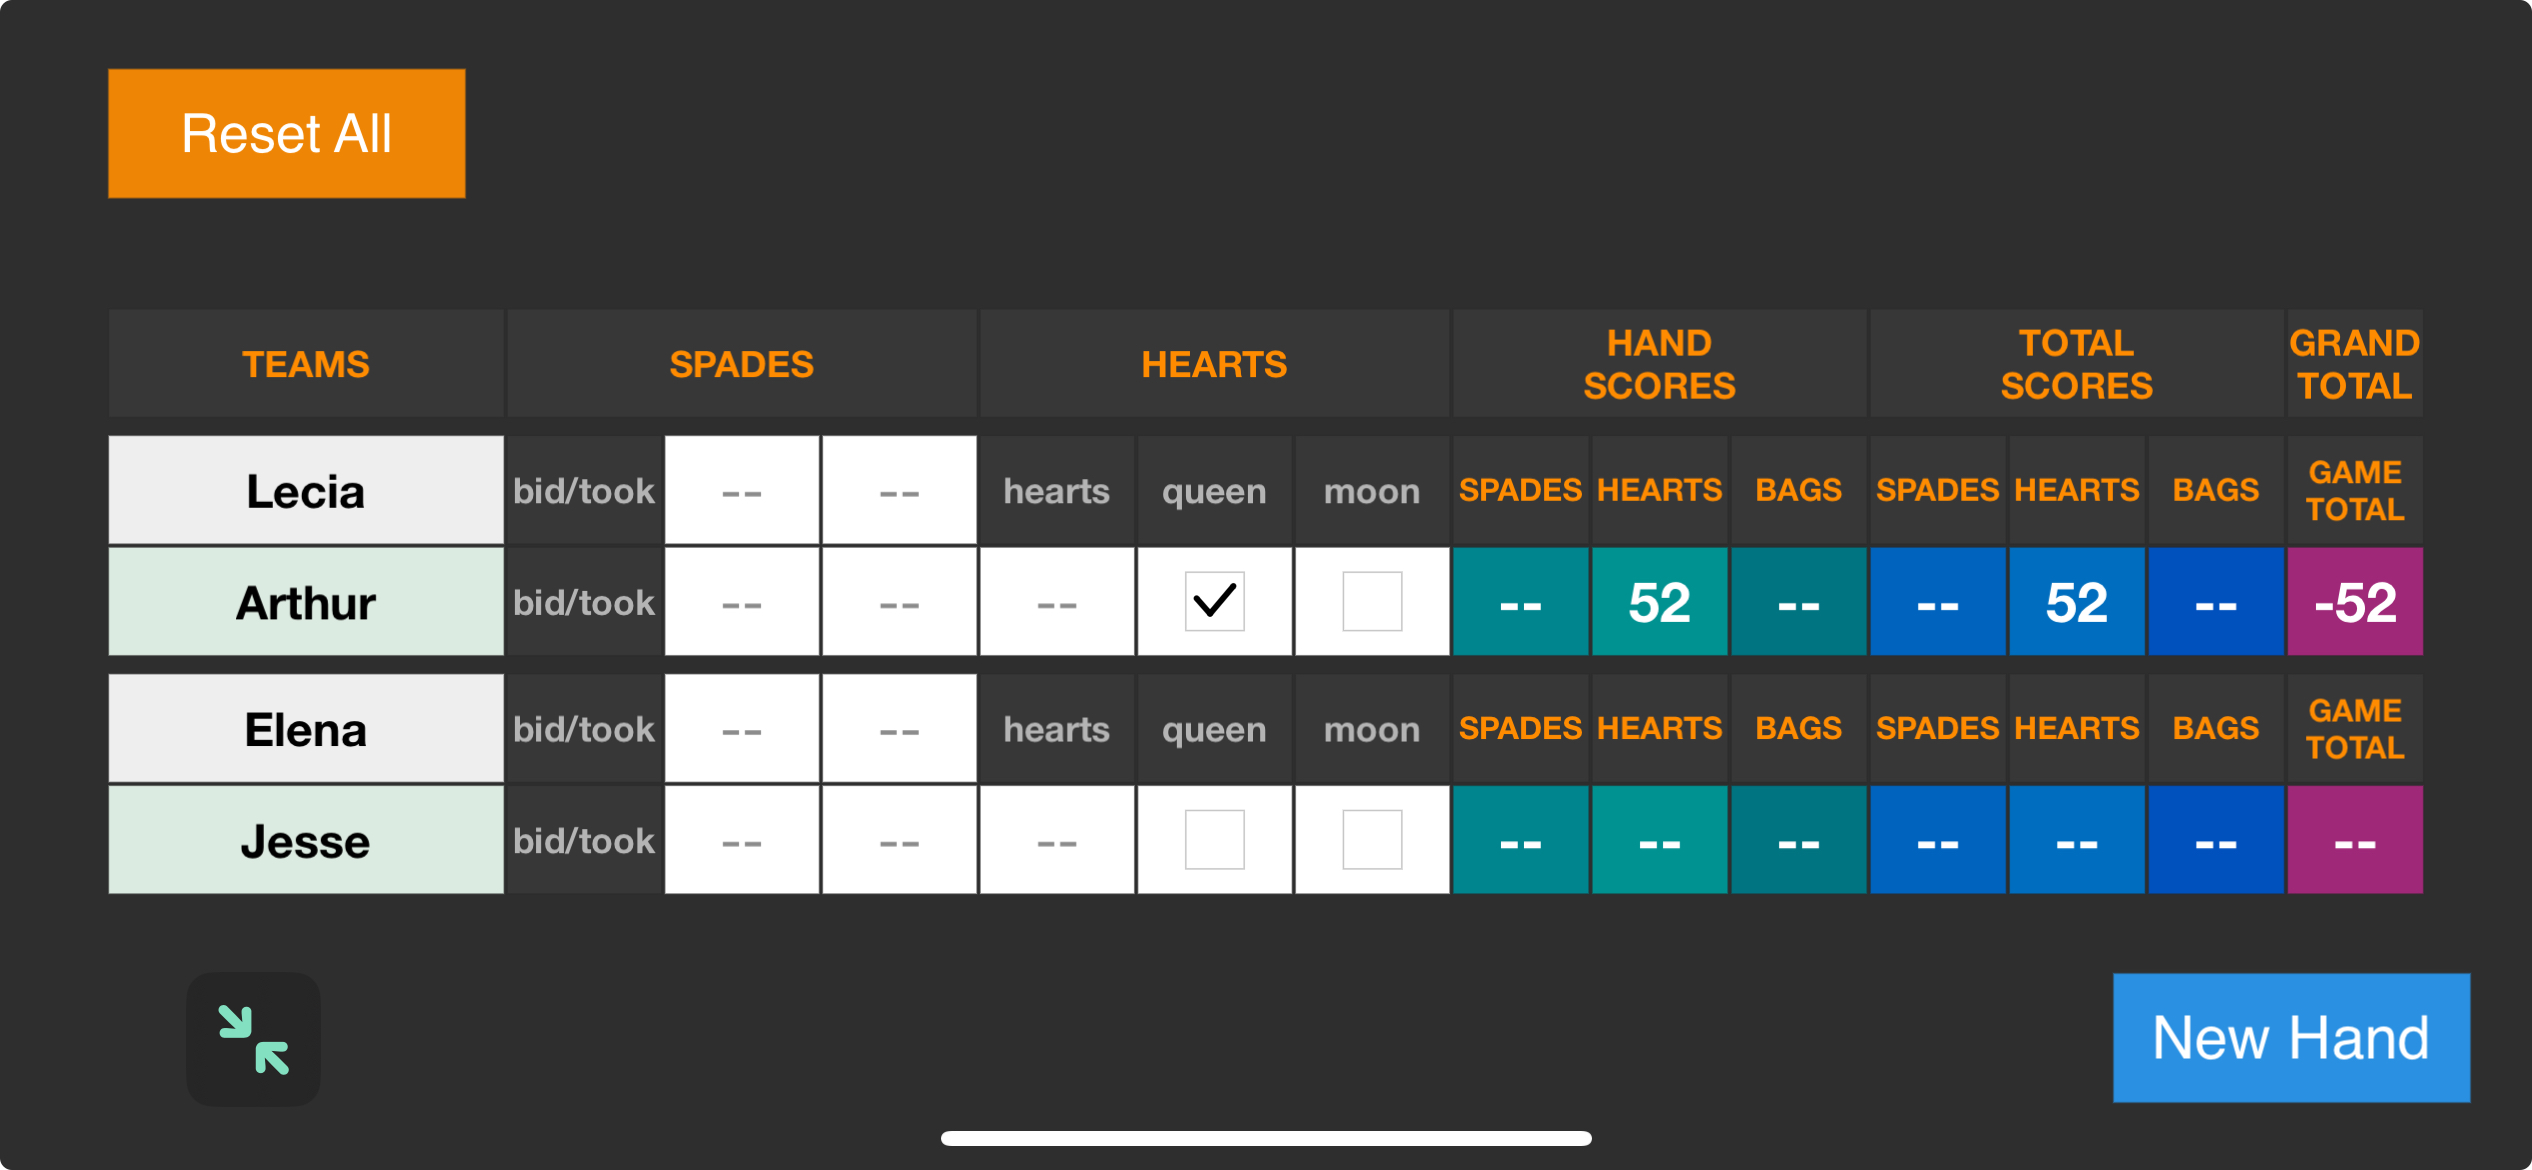 Reset All
TEAMS SPADES HEARTS HAND SCORES TOTAL SCORES GRAND TOTAL
Lecia bid/took -- -- hearts queen moon SPADES HEARTS BAGS SPADES HEARTS BAGS GAME TOTAL
Arthur bid/took -- -- -- -- 52 -- -- 52 -- -52
Elena bid/took -- -- hearts queen moon SPADES HEARTS BAGS SPADES HEARTS BAGS GAME TOTAL
Jesse bid/took -- -- -- -- -- -- -- -- -- --
New Hand